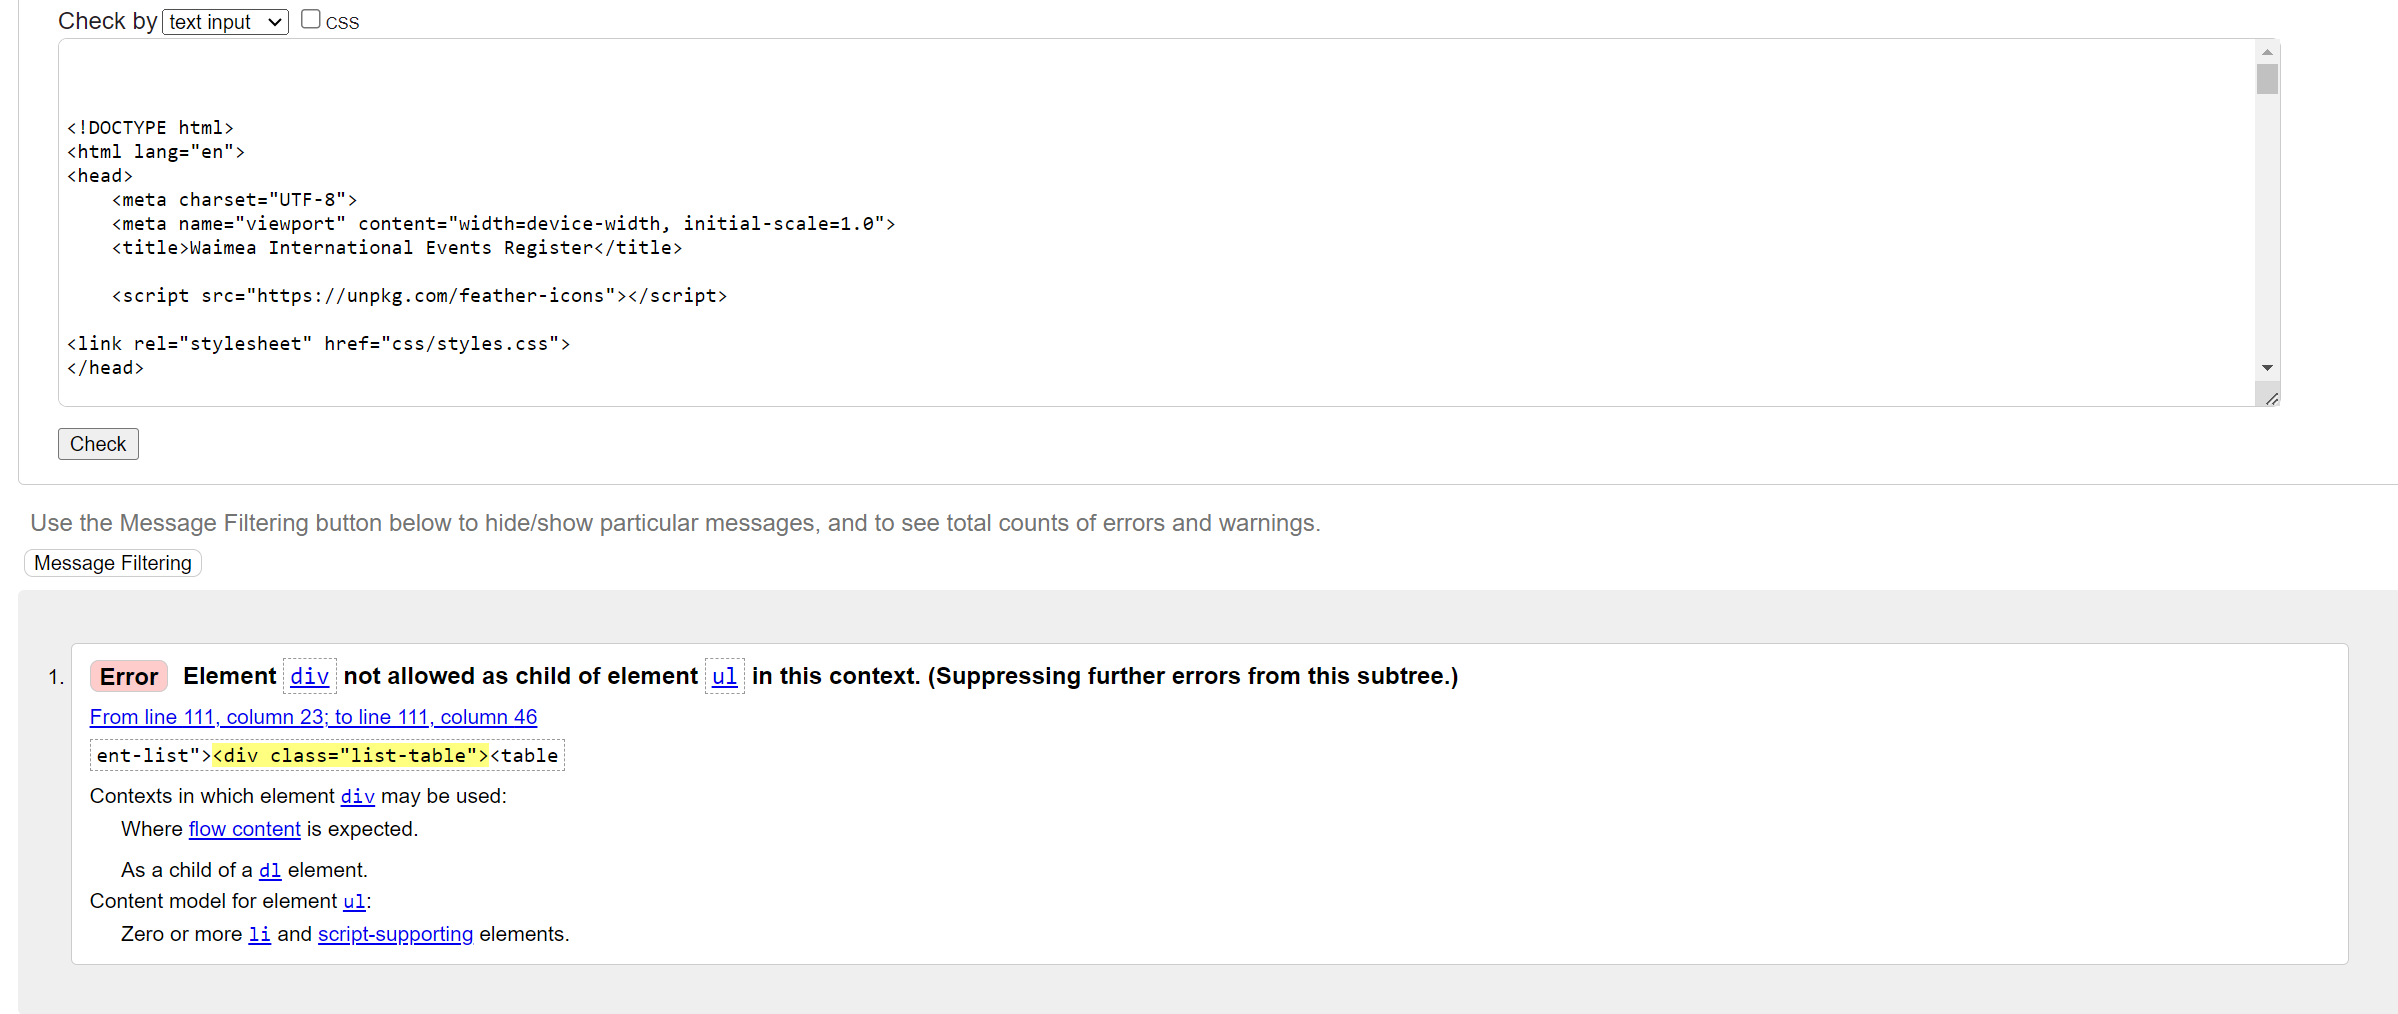 Check by text input CSS
<!DOCTYPE html>
<html lang="en">
<head>
    <meta charset="UTF-8">
    <meta name="viewport" content="width=device-width, initial-scale=1.0">
    <title>Waimea International Events Register</title>
    <script src="https://unpkg.com/feather-icons"></script>
<link rel="stylesheet" href="css/styles.css">
</head>
Check
Use the Message Filtering button below to hide/show particular messages, and to see total counts of errors and warnings.
Message Filtering
1. Error Element div not allowed as child of element ul in this context. (Suppressing further errors from this subtree.)
From line 111, column 23; to line 111, column 46
ent-list"><div class="list-table"><table
Contexts in which element div may be used:
Where flow content is expected.
As a child of a dl element.
Content model for element ul:
Zero or more li and script-supporting elements.